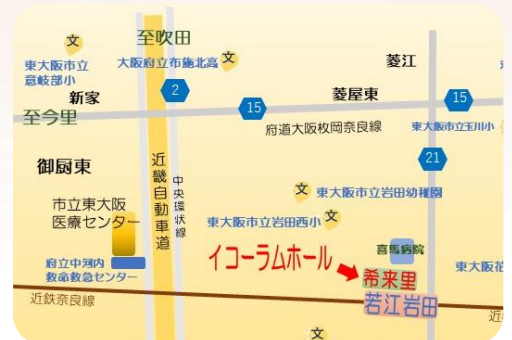 文
至吹田
東大阪市立
意岐部小
大阪府立布施北高
文
菱江
新家
2
菱屋東
15
15
至今里
府道大阪枚岡奈良線
東大阪市立玉川小
御厨東
近畿自動車道
中央環状線
21
市立東大阪
医療センター
文
東大阪市立岩田幼稚園
東大阪市立岩田西小
文
イコーラムホール
喜馬病院
府立中河内
救命救急センター
希来里
東大阪花
近鉄奈良線
若江岩田
近
文